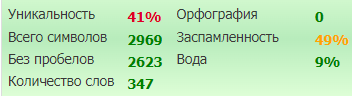 Уникальность 41% Орфография 0
Всего символов 2969 Заспамленность 49%
Без пробелов 2623 Вода 9%
Количество слов 347